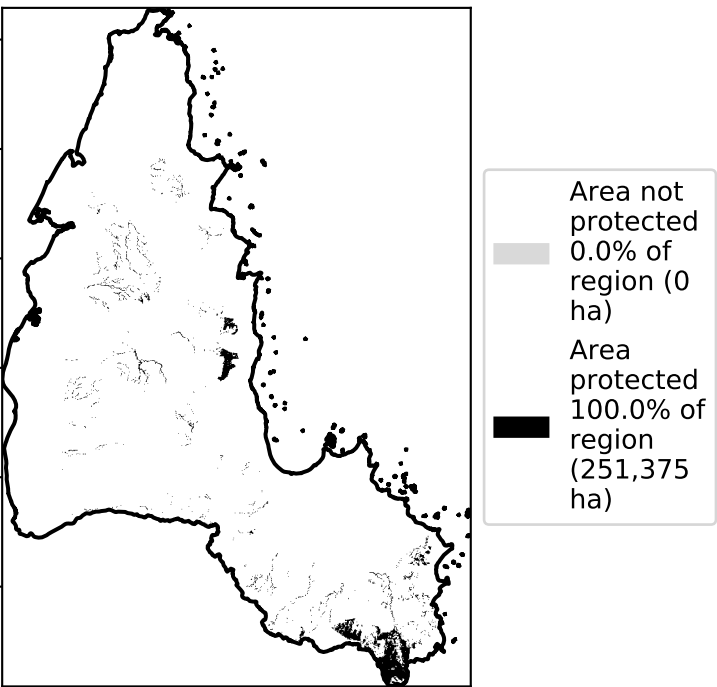 Area not
protected
0.0% of
region (0
ha)
Area
protected
100.0% of
region
(251,375
ha)